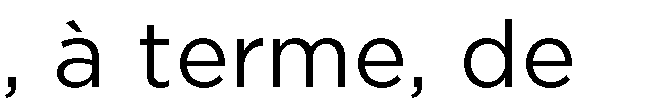 , à terme, de